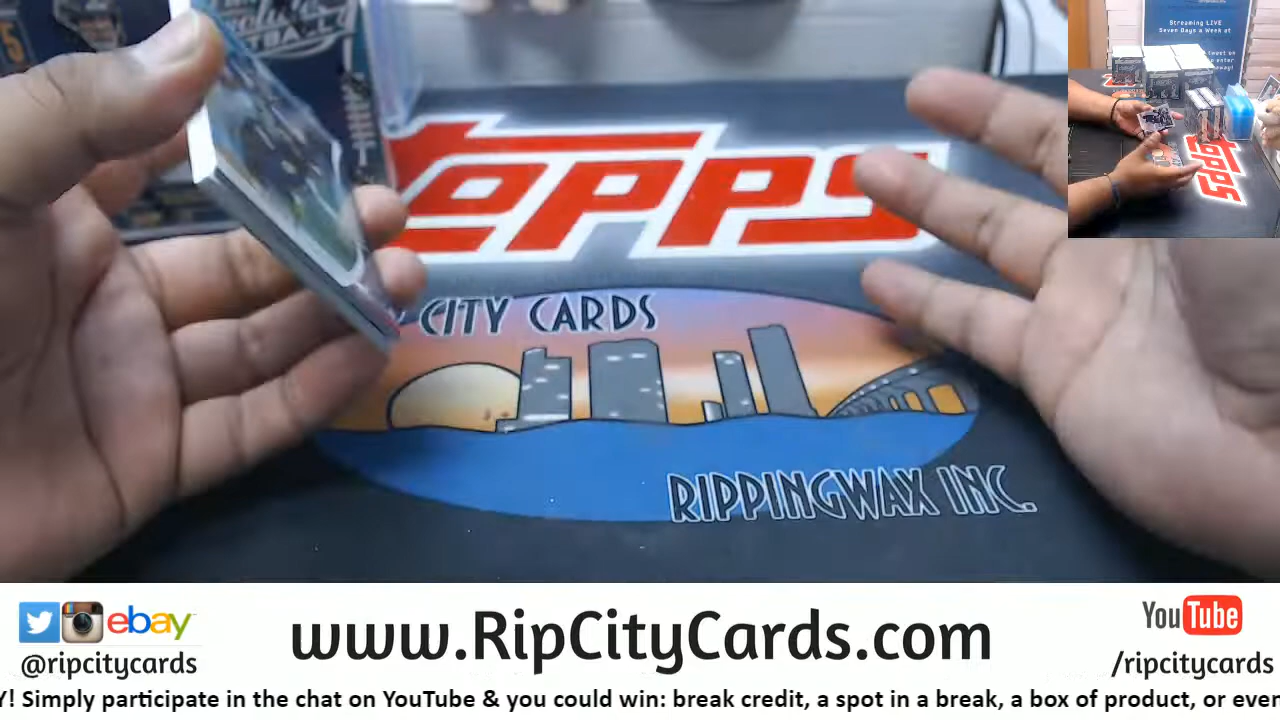 Streaming LIVE
Seven Days a Week at
TOPPS
CITY CARDS
TOPPS
RIPPINGWAX INC.
ebay
www.RipCityCards.com
YouTube
@ripcitycards
/ripcitycards
Y! Simply participate in the chat on YouTube & you could win: break credit, a spot in a break, a box of product, or ever